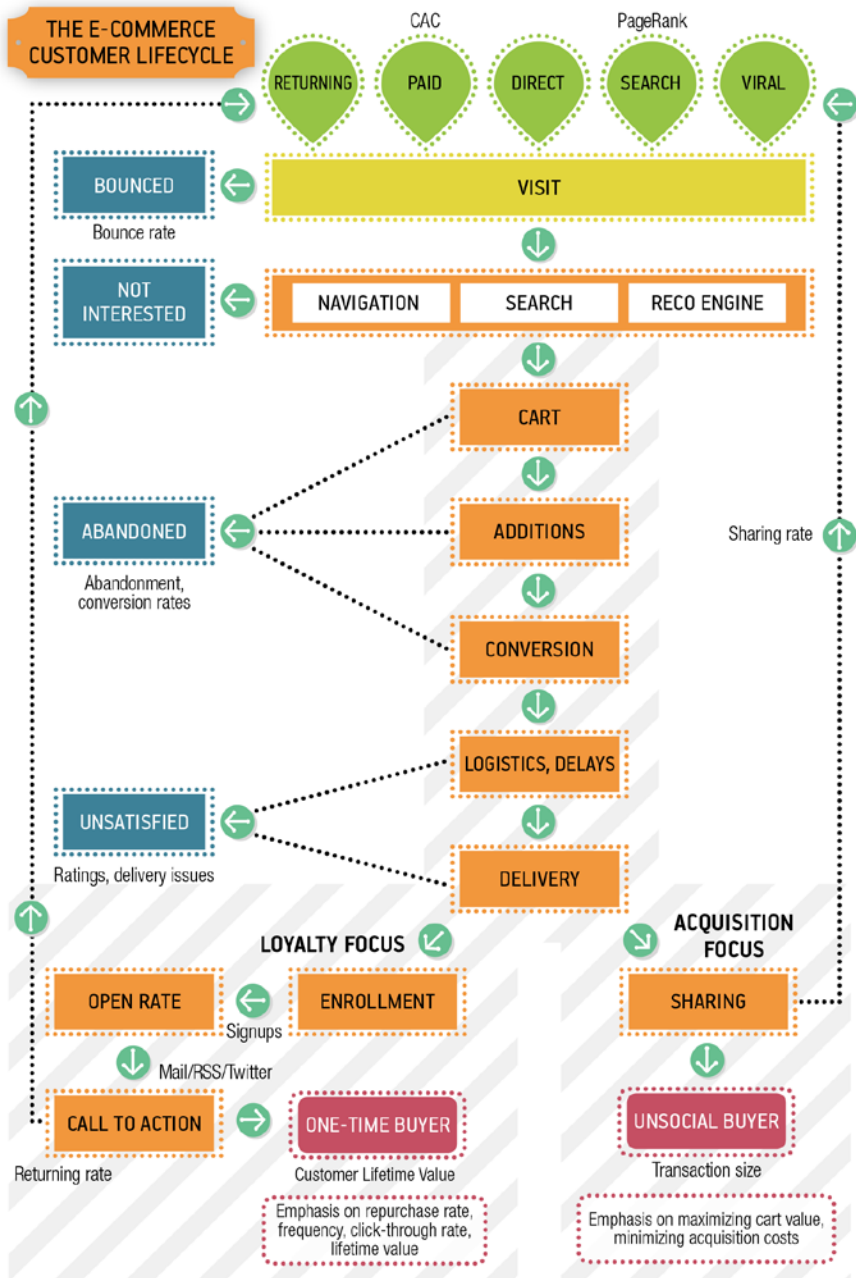 THE E-COMMERCE
CUSTOMER LIFECYCLE
CAC
PageRank
RETURNING
PAID
DIRECT
SEARCH
VIRAL
BOUNCED
VISIT
Bounce rate
NOT
INTERESTED
NAVIGATION
SEARCH
RECO ENGINE
CART
ABANDONED
ADDITIONS
Sharing rate
Abandonment,
conversion rates
CONVERSION
LOGISTICS, DELAYS
UNSATISFIED
Ratings, delivery issues
DELIVERY
LOYALTY FOCUS
ACQUISITION
FOCUS
OPEN RATE
Signups
ENROLLMENT
SHARING
Mail/RSS/Twitter
CALL TO ACTION
ONE-TIME BUYER
UNSOCIAL BUYER
Returning rate
Customer Lifetime Value
Transaction size
Emphasis on repurchase rate,
frequency, click-through rate,
lifetime value
Emphasis on maximizing cart value,
minimizing acquisition costs